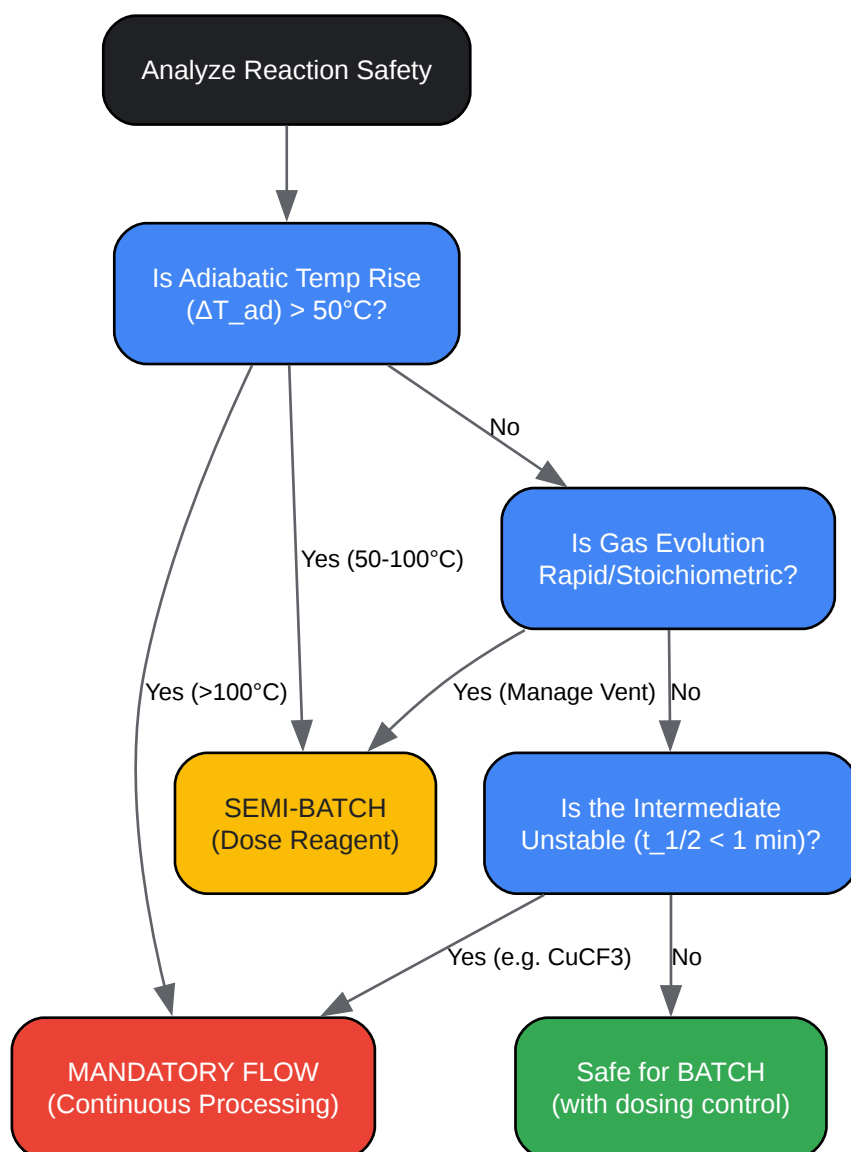 Analyze Reaction Safety
Is Adiabatic Temp Rise
(ΔT_ad) > 50°C?
No
Is Gas Evolution
Rapid/Stoichiometric?
Yes (50-100°C)
Yes (>100°C)
Yes (Manage Vent)
No
SEMI-BATCH
(Dose Reagent)
Is the Intermediate
Unstable (t_1/2 < 1 min)?
Yes (e.g. CuCF3)
No
MANDATORY FLOW
(Continuous Processing)
Safe for BATCH
(with dosing control)